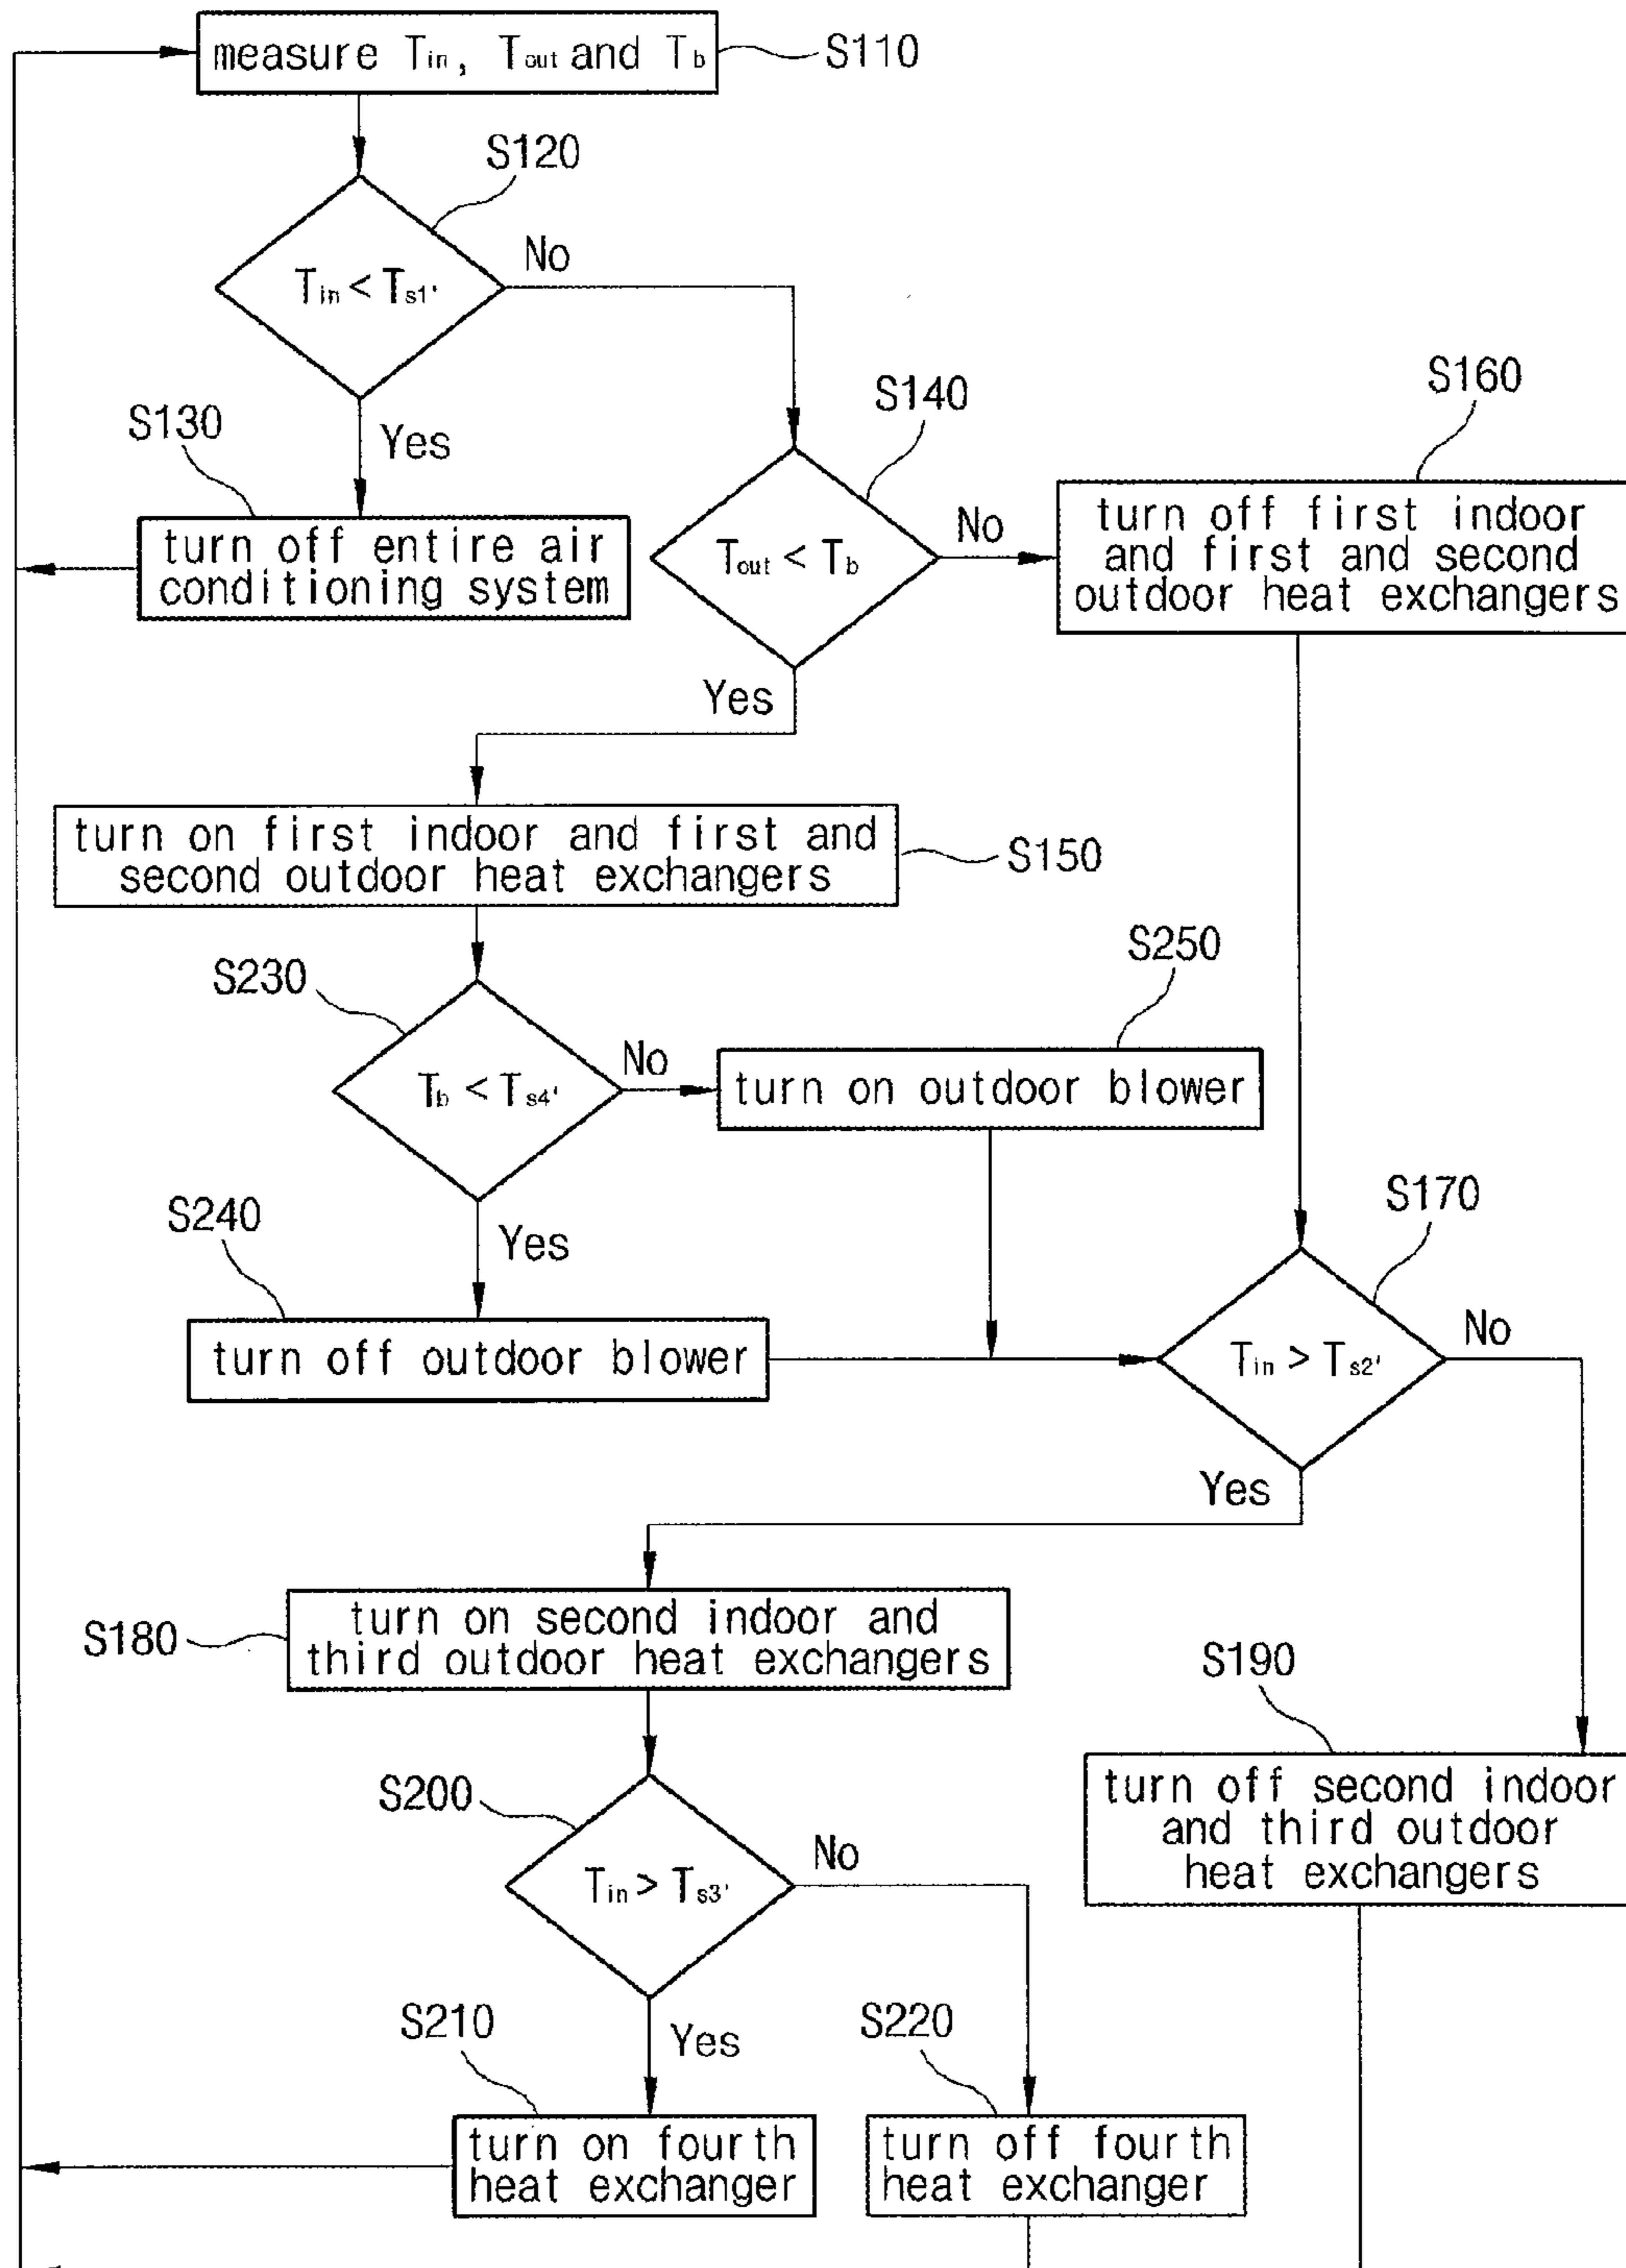 measure Tin, Tout and Tb
S110
S120
Tin < Ts1'
No
Yes
S130
turn off entire air
conditioning system
S140
Tout < Tb
No
Yes
S160
turn off first indoor
and first and second
outdoor heat exchangers
turn on first indoor and first and
second outdoor heat exchangers
S150
S230
Tb < Ts4'
No
Yes
S250
turn on outdoor blower
S240
turn off outdoor blower
S170
Tin > Ts2'
No
Yes
S180
turn on second indoor and
third outdoor heat exchangers
S190
turn off second indoor
and third outdoor
heat exchangers
S200
Tin > Ts3'
No
Yes
S210
turn on fourth
heat exchanger
S220
turn off fourth
heat exchanger